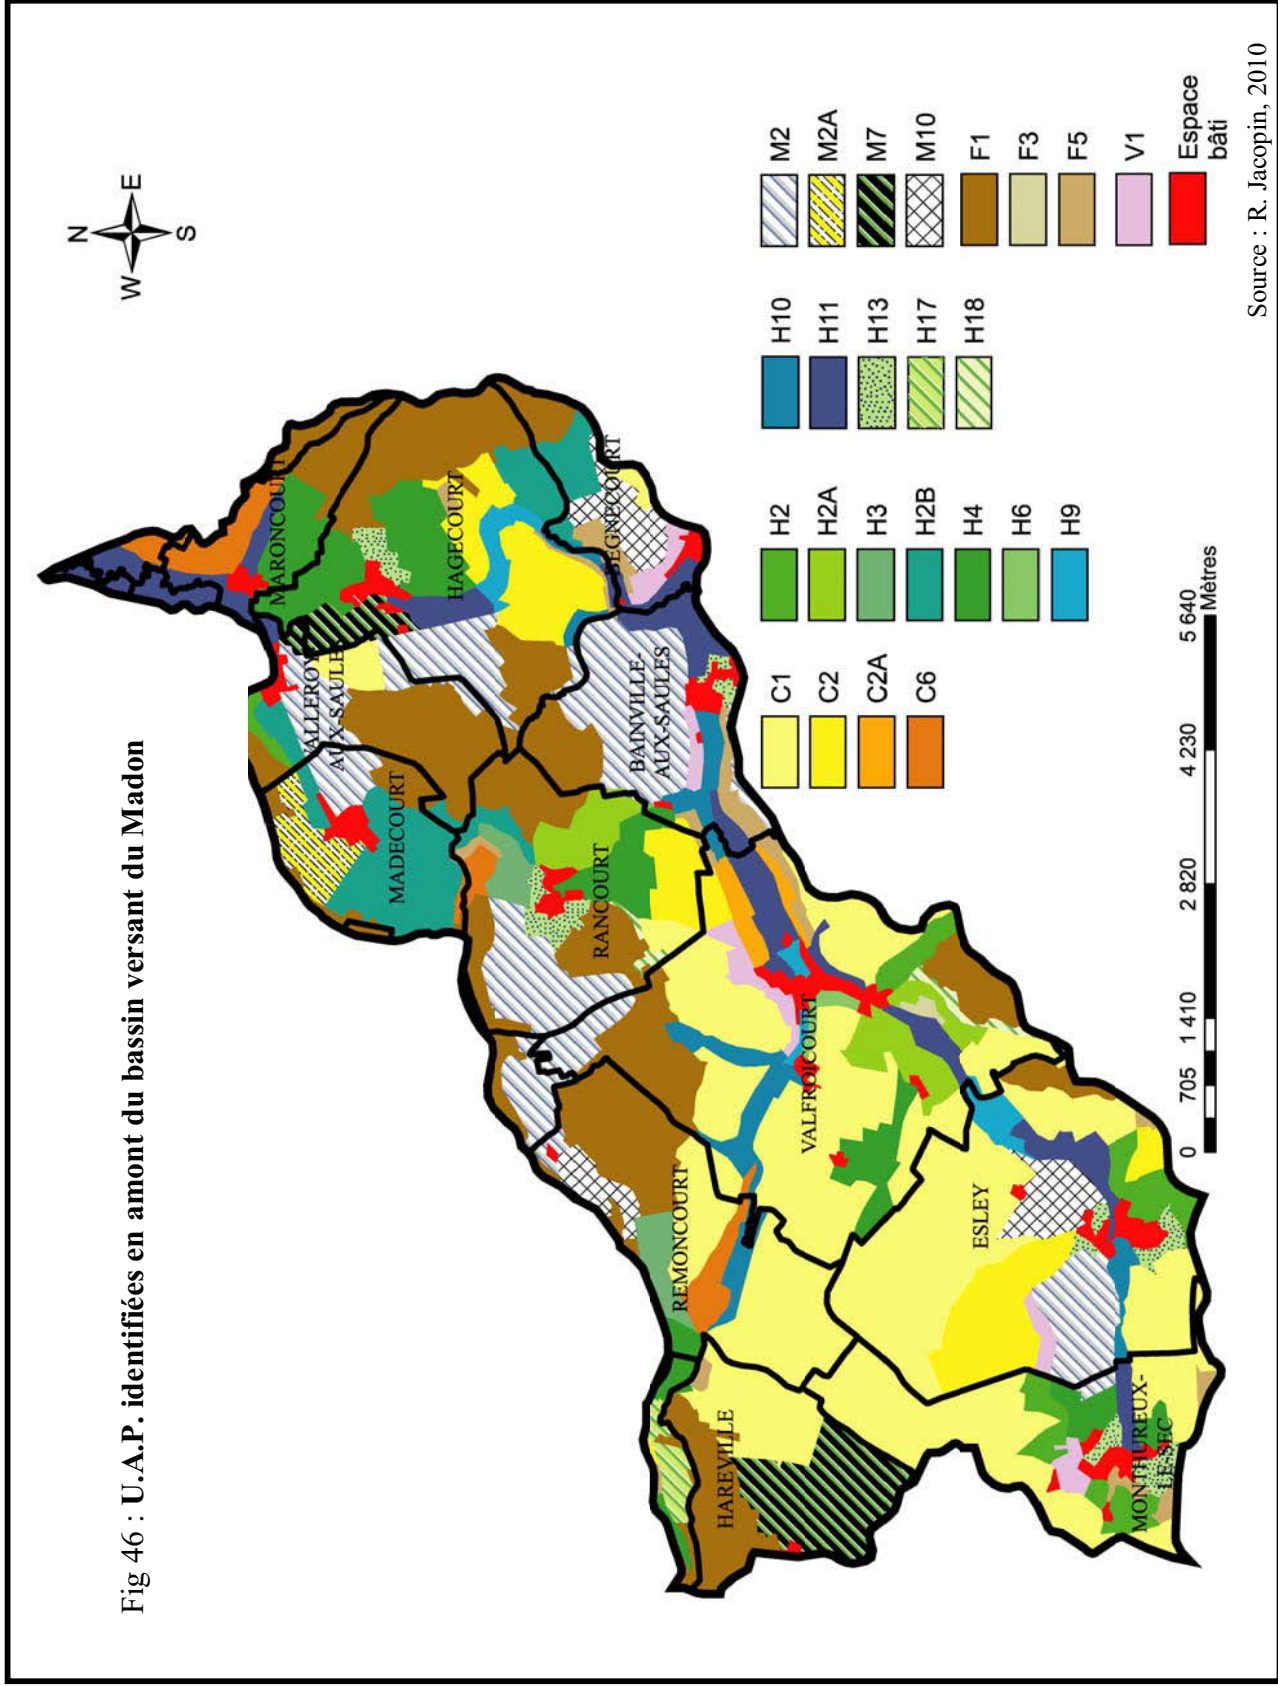 Fig 46 : U.A.P. identifiées en amont du bassin versant du Madon
N
W
E
S
MARONCOURT
VALLEROY-
AUX-SAULES
HAGECOURT
BEGNECOURT
MADECOURT
BAINVILLE-
AUX-SAULES
RANCOURT
VALFROICOURT
REMONCOURT
ESLEY
HAREVILLE
MONTHUREUX-
LE-SEC
C1
C2
C2A
C6
H2
H2A
H3
H2B
H4
H6
H9
H10
H11
H13
H17
H18
M2
M2A
M7
M10
F1
F3
F5
V1
Espace
bâti
0 705 1 410 2 820 4 230 5 640
Mètres
Source : R. Jacopin, 2010